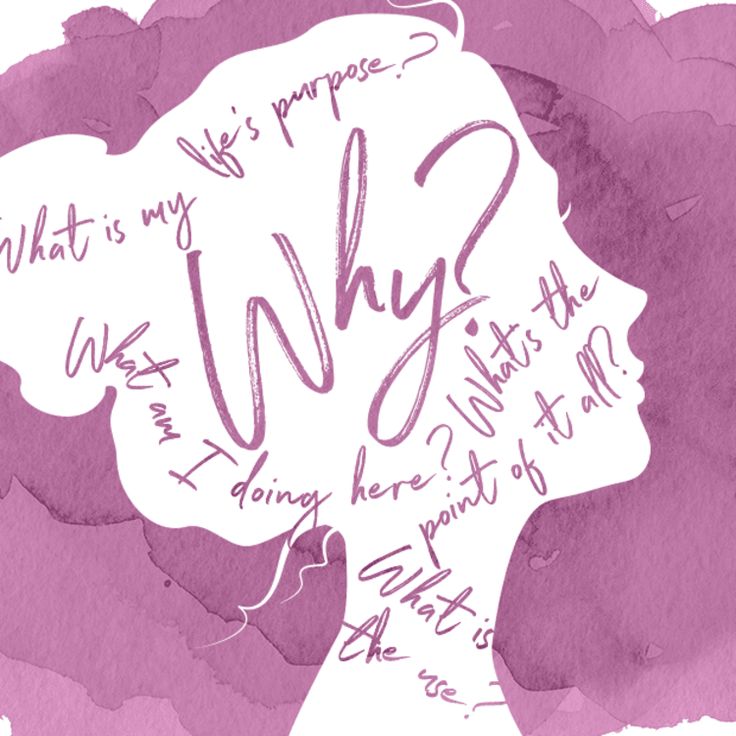 What is my life's purpose?
Why?
What am I doing here?
What's the
point of it all?
What is
the use?